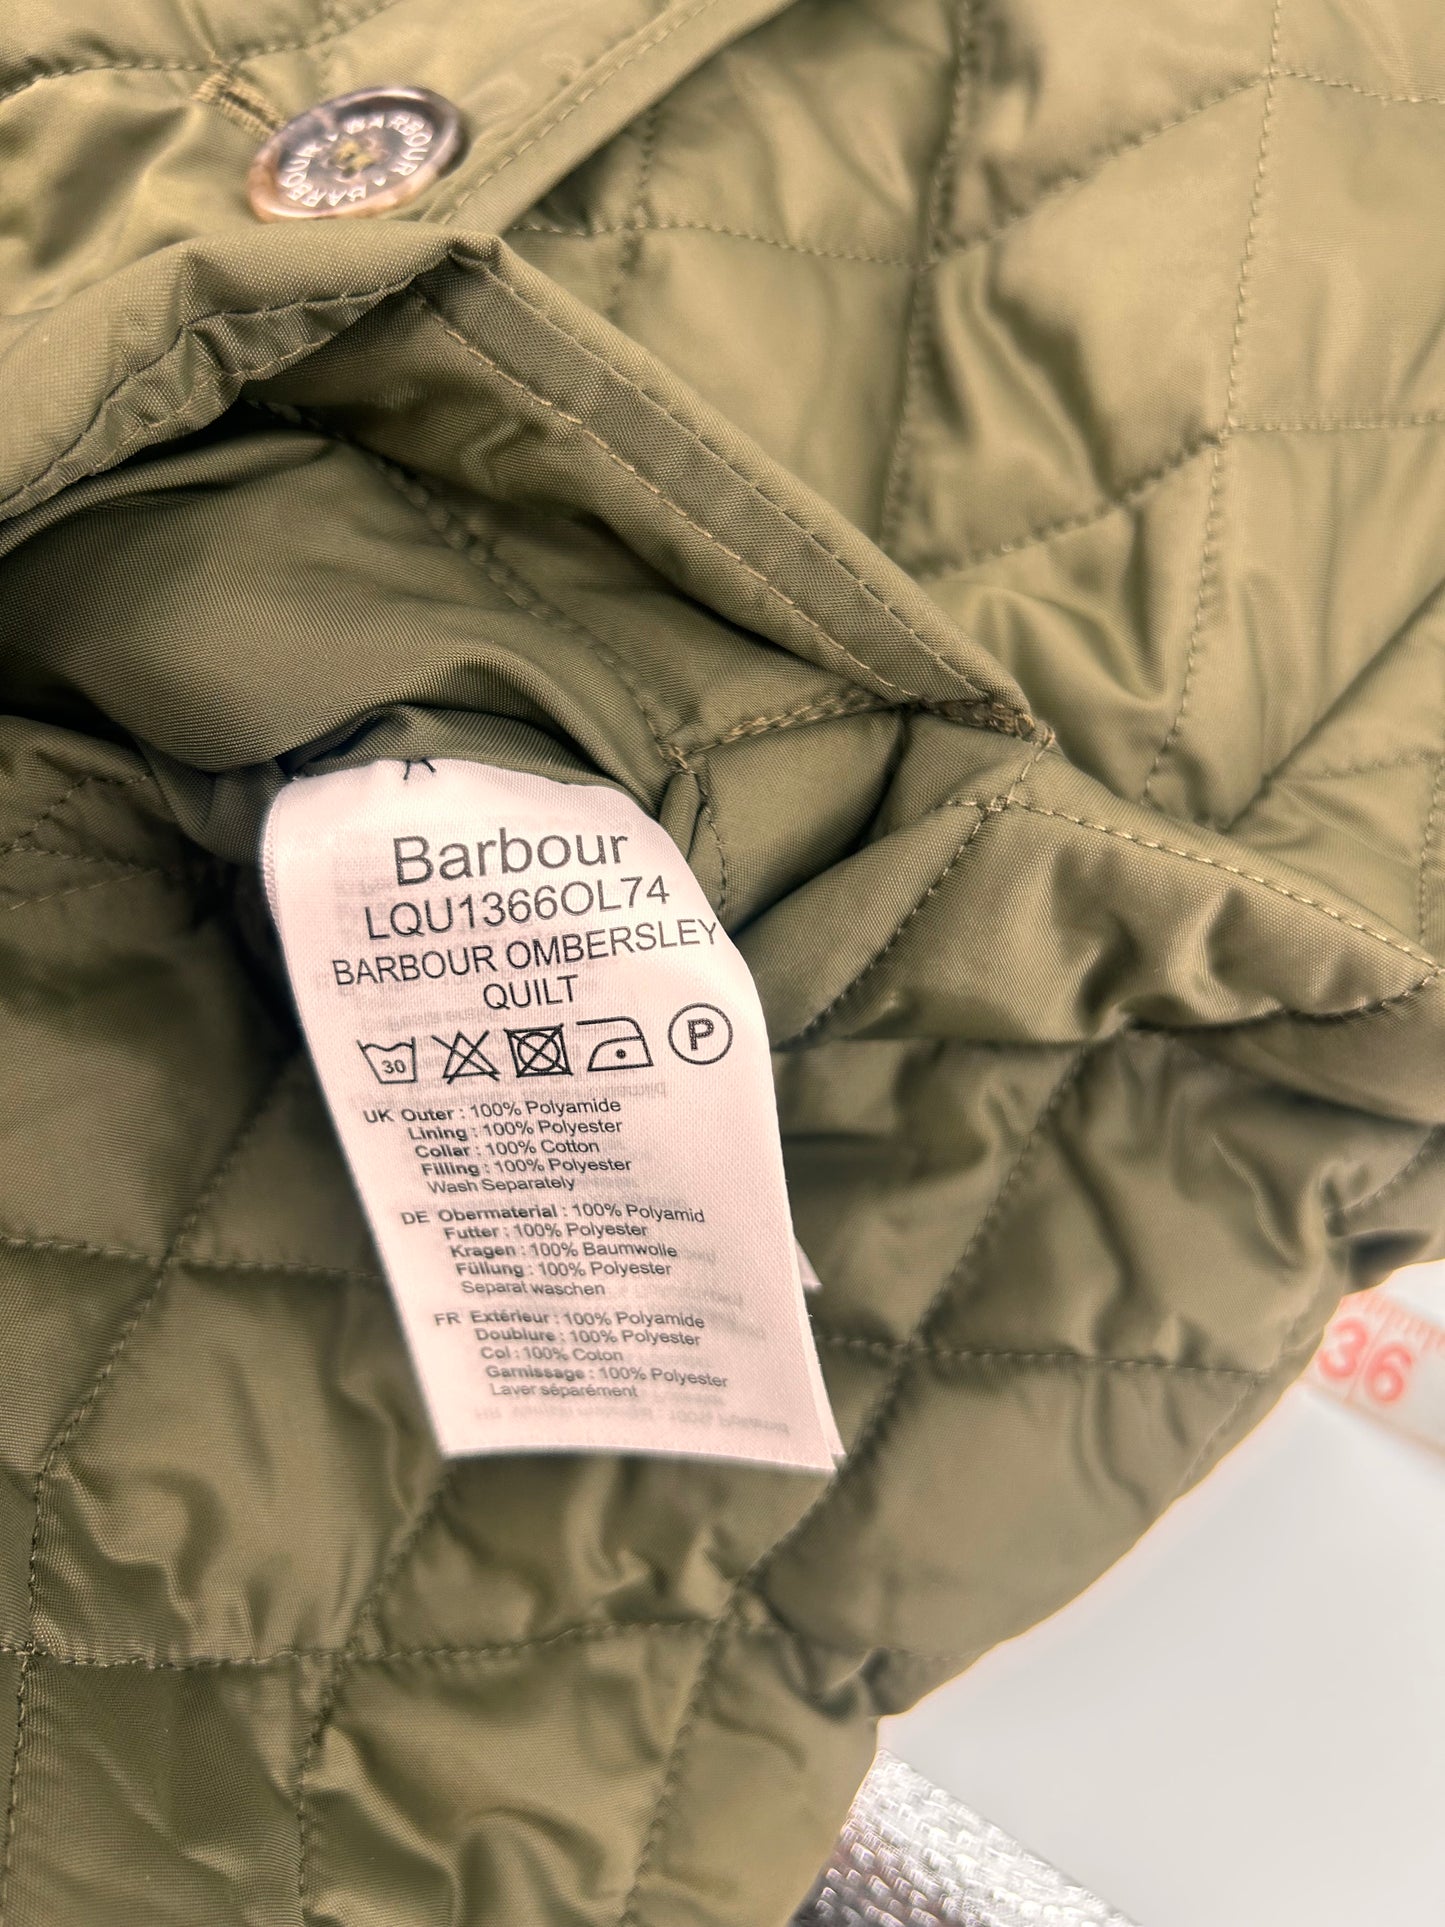 BARBOUR BARBOUR BARBOUR
Barbour
LQU1366OL74
BARBOUR OMBERSLEY
QUILT
30
P
UK Outer : 100% Polyamide
Lining : 100% Polyester
Collar : 100% Cotton
Filling : 100% Polyester
Wash Separately
DE Obermaterial : 100% Polyamid
Futter : 100% Polyester
Kragen : 100% Baumwolle
Füllung : 100% Polyester
Separat waschen
FR Extérieur : 100% Polyamide
Doublure : 100% Polyester
Col : 100% Coton
Garnissage : 100% Polyester
Laver séparément
36